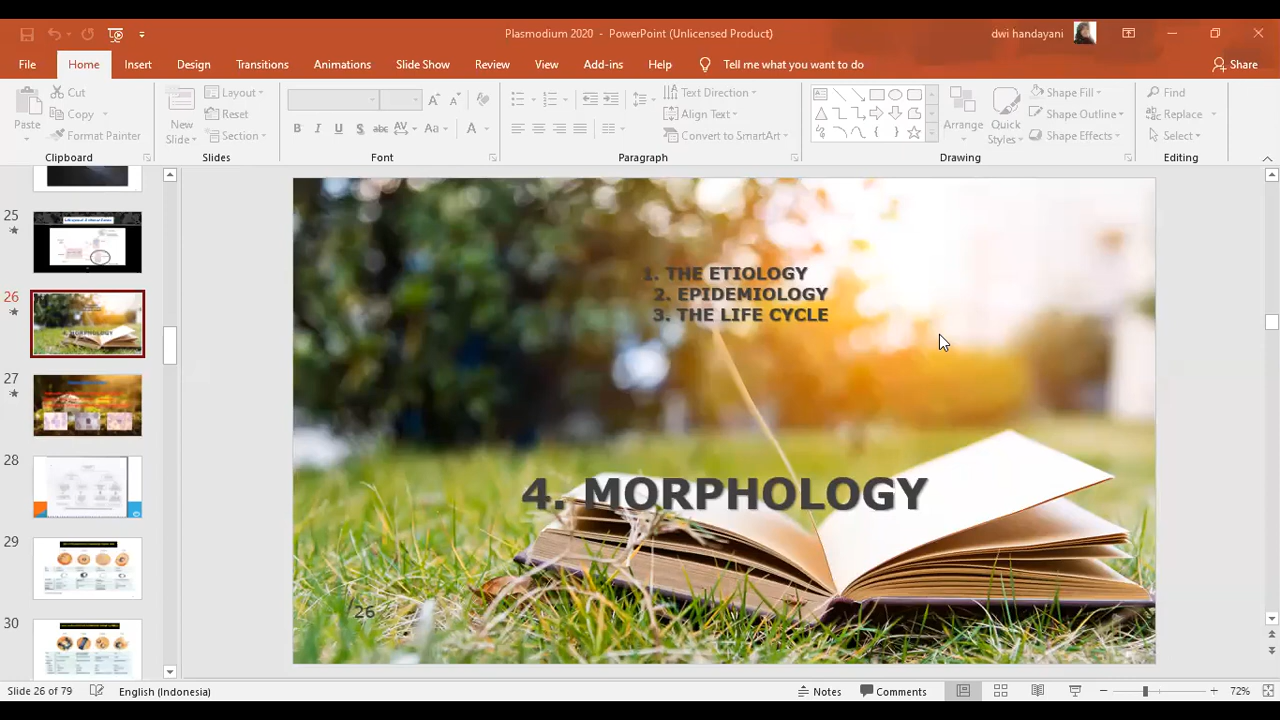 Plasmodium 2020 - PowerPoint (Unlicensed Product)
dwi handayani
File Home Insert Design Transitions Animations Slide Show Review View Add-ins Help Tell me what you want to do Share
Paste
Cut
Copy
Format Painter
Clipboard
New Slide
Layout
Reset
Section
Slides
Font
Text Direction
Align Text
Convert to SmartArt
Paragraph
Arrange
Quick Styles
Shape Fill
Shape Outline
Shape Effects
Drawing
Find
Replace
Select
Editing
25
26
27
28
29
30
1. THE ETIOLOGY
2. EPIDEMIOLOGY
3. THE LIFE CYCLE
4. MORPHOLOGY
26
Slide 26 of 79 English (Indonesia) Notes Comments 72%